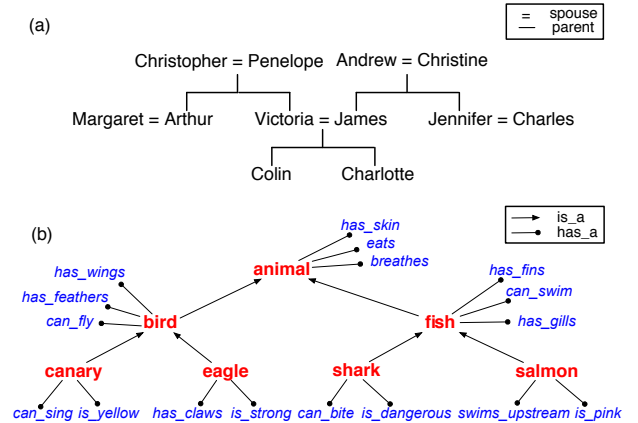 (a)
= spouse
— parent
Christopher = Penelope Andrew = Christine
Margaret = Arthur Victoria = James Jennifer = Charles
Colin Charlotte
(b)
is_a
has_a
has_skin
eats
animal
breathes
has_wings
has_fins
has_feathers
can_swim
can_fly
bird
fish
has_gills
canary eagle shark salmon
can_sing is_yellow has_claws is_strong can_bite is_dangerous swims_upstream is_pink